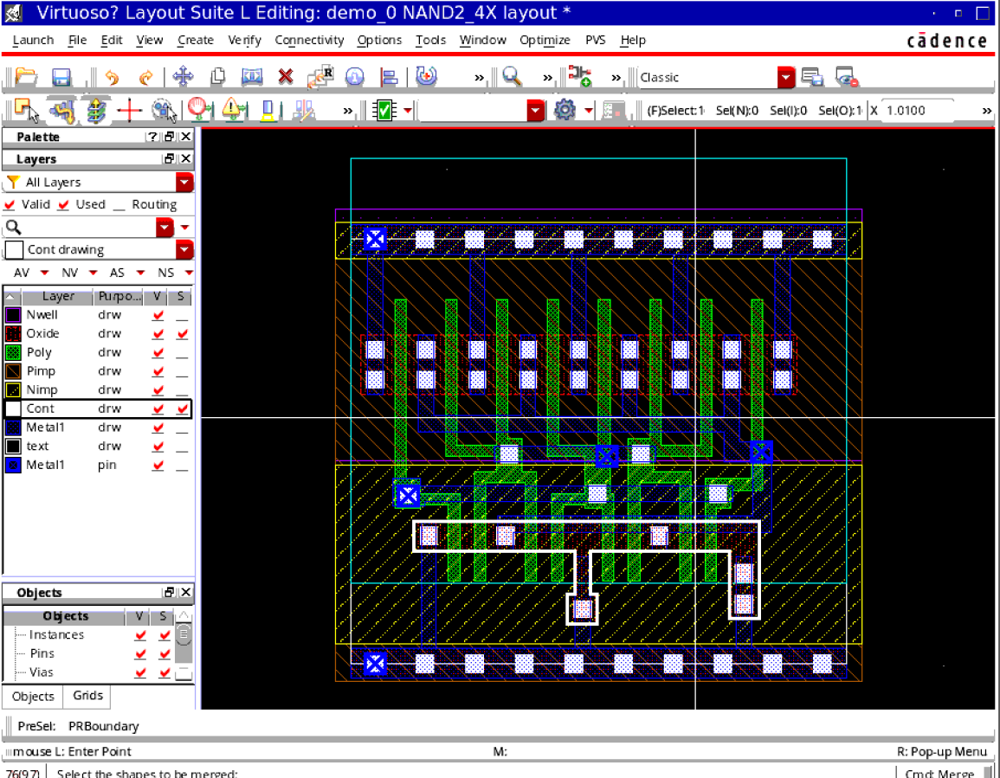 Virtuoso? Layout Suite L Editing: demo_0 NAND2_4X layout *
Launch File Edit View Create Verify Connectivity Options Tools Window Optimize PVS Help cādence
R » » » Classic
» (F)Select:1 Sel(N):0 Sel(I):0 Sel(O):1 X 1.0100 »
Palette ?
Layers
All Layers
Valid Used Routing
Cont drawing
AV NV AS NS
Layer Purpo... V S
Nwell drw
Oxide drw
Poly drw
Pimp drw
Nimp drw
Cont drw
Metal1 drw
text drw
Metal1 pin
Objects
Objects V S
Instances
Pins
Vias
Objects Grids
PreSel: PRBoundary
mouse L: Enter Point M: R: Pop-up Menu
76(97) Select the shapes to be merged: Cmd: Merge